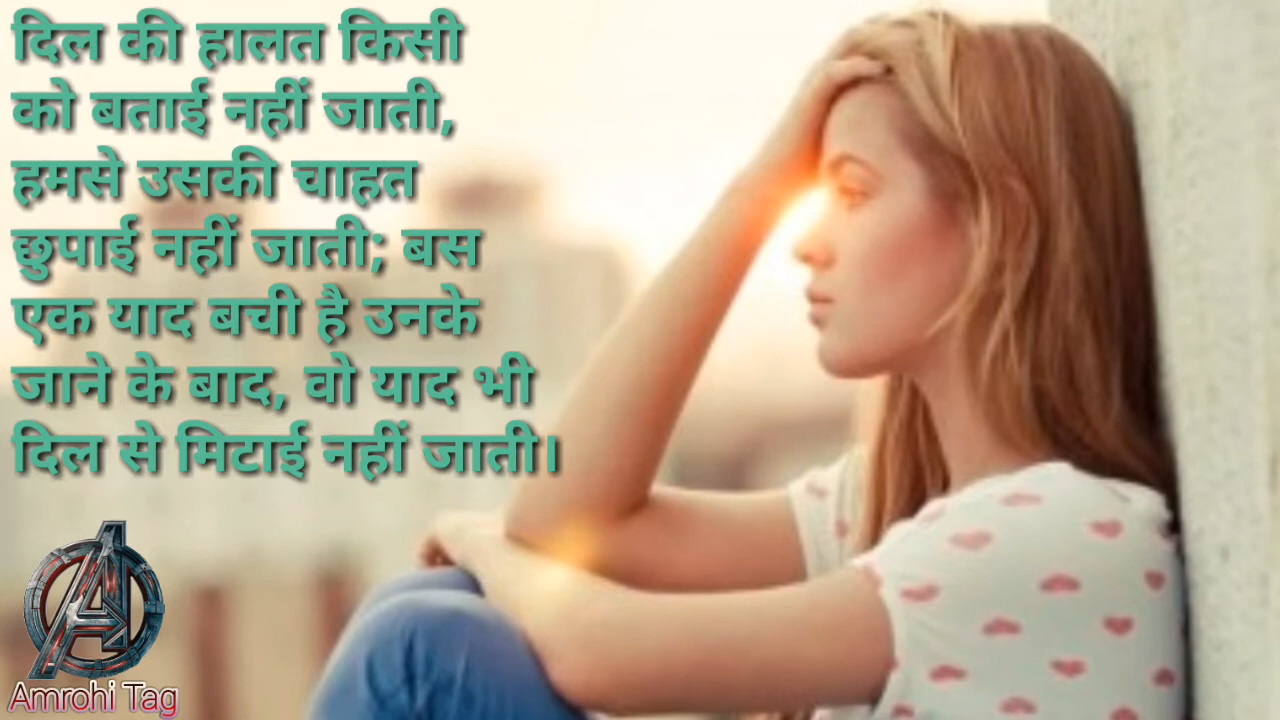 दिल की हालत किसी
को बताई नहीं जाती,
हमसे उसकी चाहत
छुपाई नहीं जाती; बस
एक याद बची है उनके
जाने के बाद, वो याद भी
दिल से मिटाई नहीं जाती।
Amrohi Tag